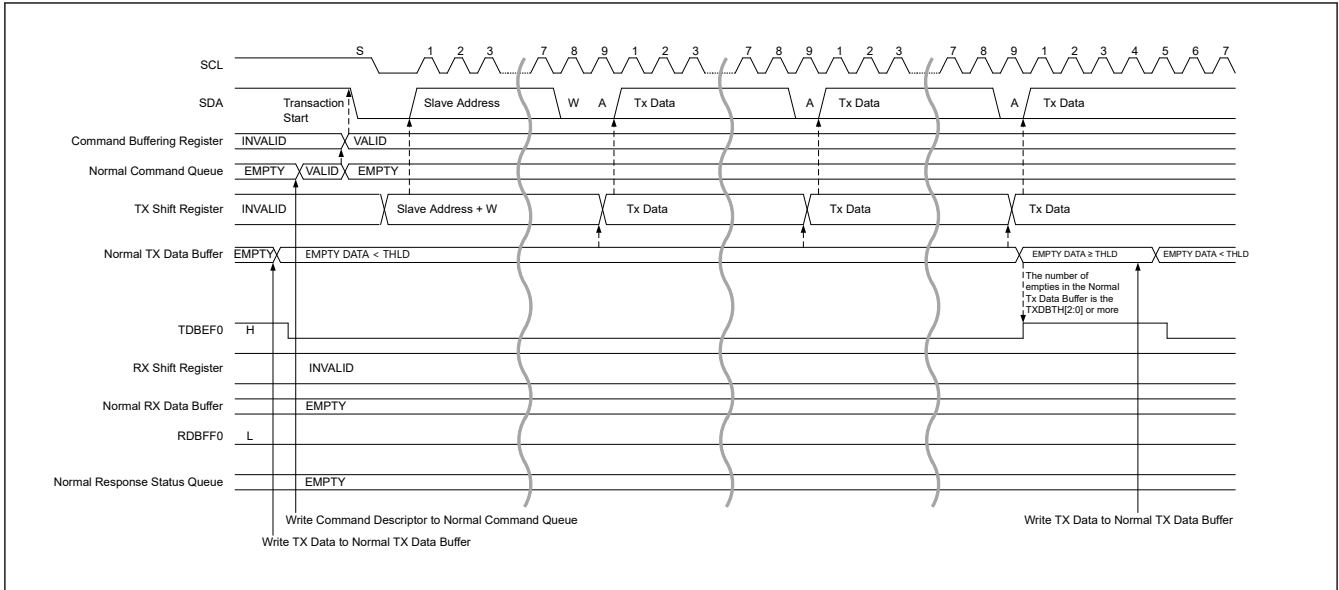 S 1 2 3 7 8 9 1 2 3 7 8 9 1 2 3 7 8 9 1 2 3 4 5 6 7
SCL
SDA Transaction Start Slave Address W A Tx Data A Tx Data A Tx Data
Command Buffering Register INVALID VALID
Normal Command Queue EMPTY VALID EMPTY
TX Shift Register INVALID Slave Address + W Tx Data Tx Data Tx Data
Normal TX Data Buffer EMPTY EMPTY DATA < THLD EMPTY DATA ≥ THLD EMPTY DATA < THLD
The number of
empties in the Normal
Tx Data Buffer is the
TXDBTH[2:0] or more
TDBEF0 H
RX Shift Register INVALID
Normal RX Data Buffer EMPTY
RDBFF0 L
Normal Response Status Queue EMPTY
Write Command Descriptor to Normal Command Queue Write TX Data to Normal TX Data Buffer
Write TX Data to Normal TX Data Buffer